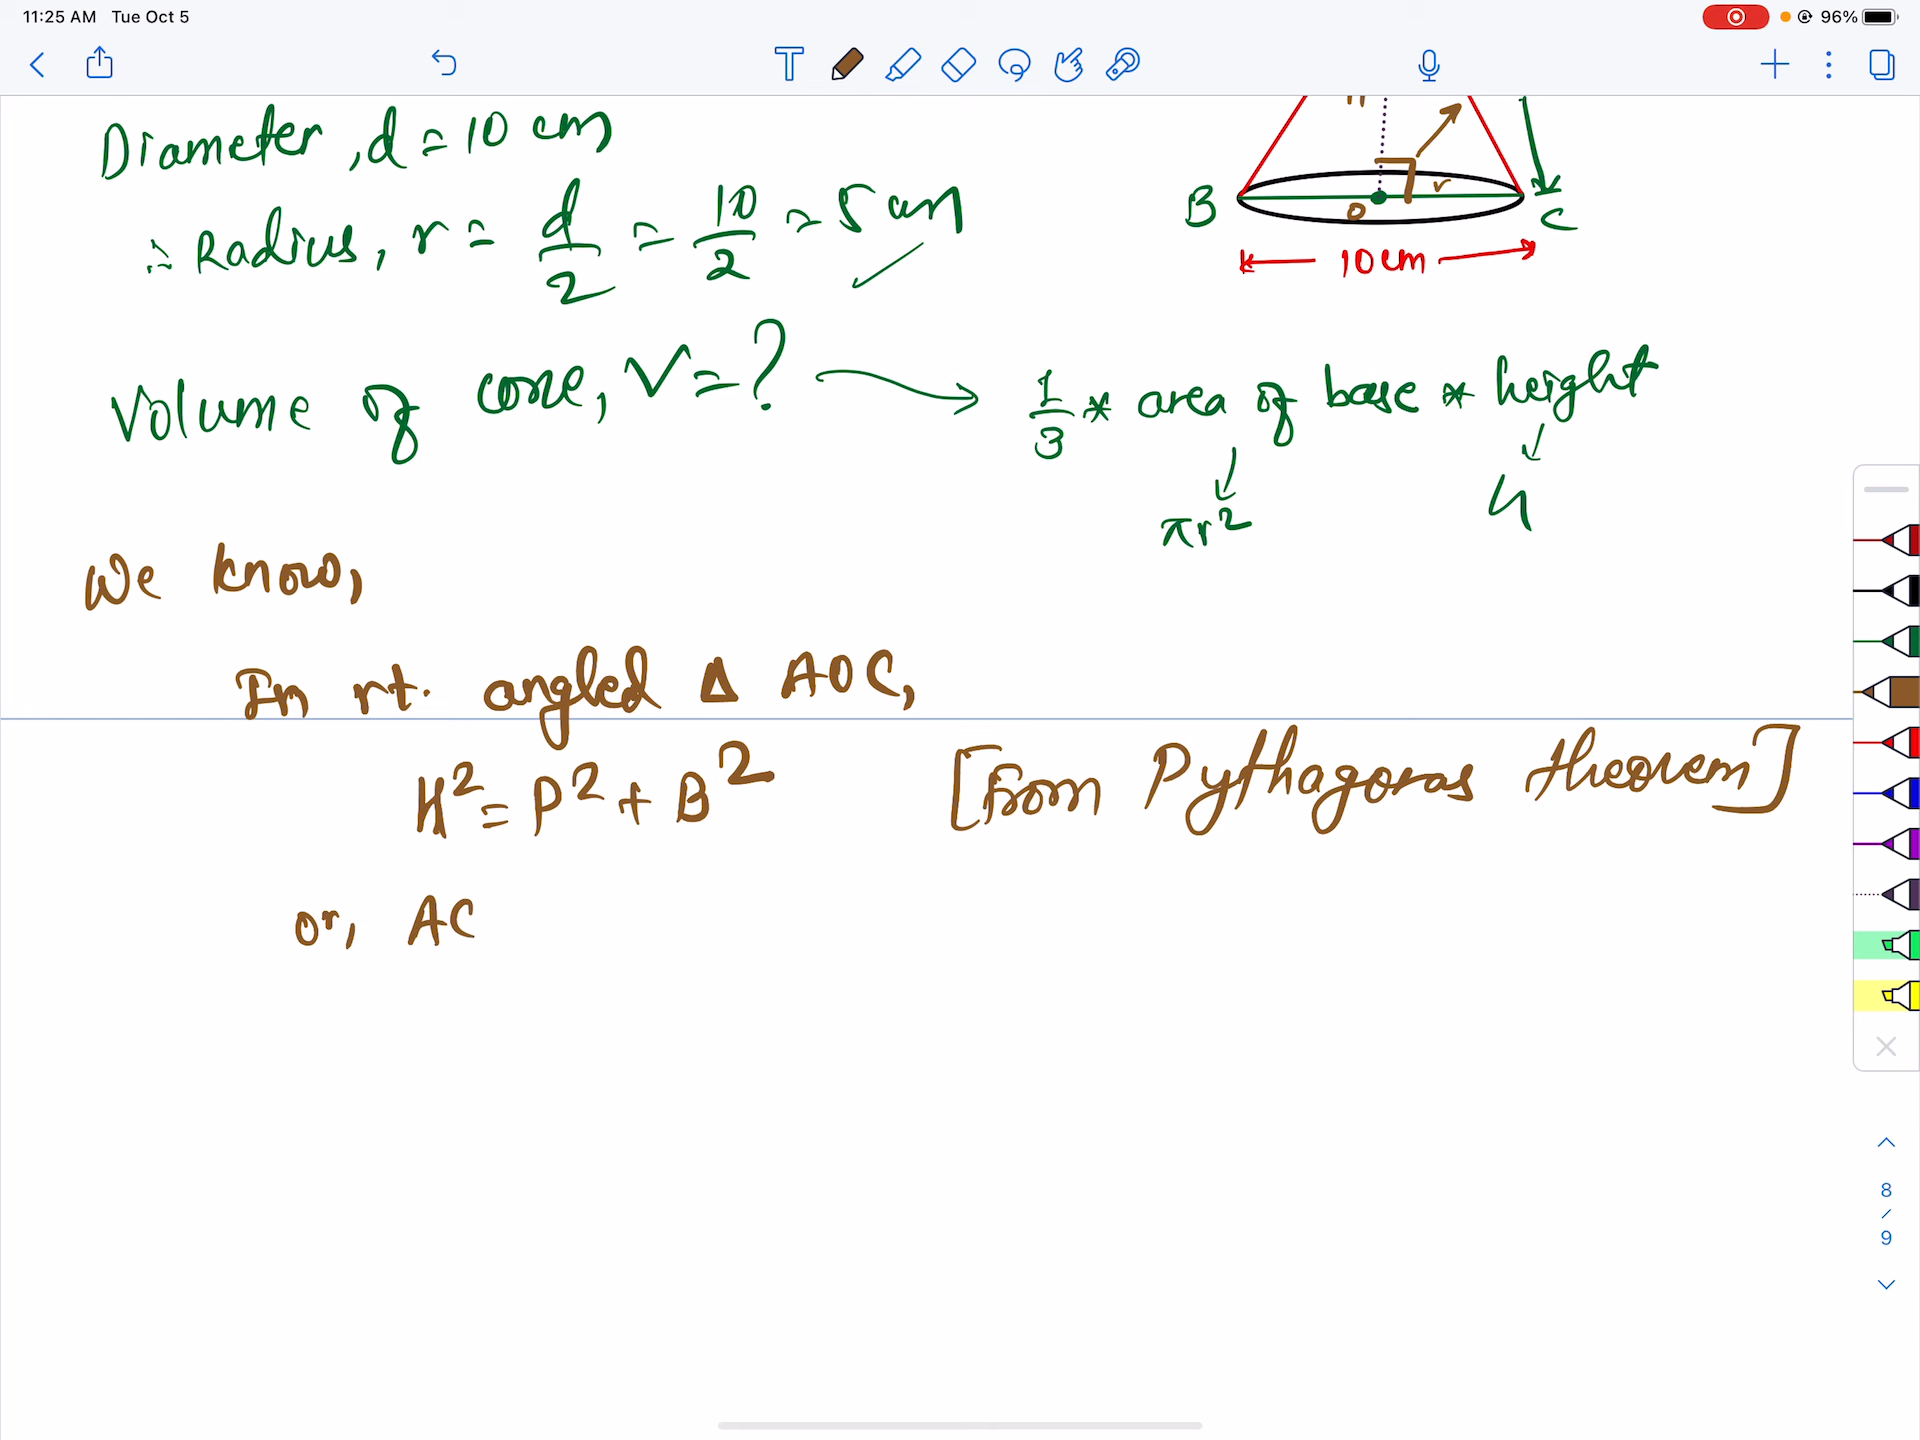 11:25 AM Tue Oct 5 96%
Diameter, d = 10 cm
∴ Radius, r = d/2 = 10/2 = 5 cm
B O r C
10 cm
Volume of cone, V = ? → 1/3 * area of base * height
πr² h
We know,
In rt. angled Δ AOC,
H² = P² + B² [From Pythagoras theorem]
or, AC
8
/
9